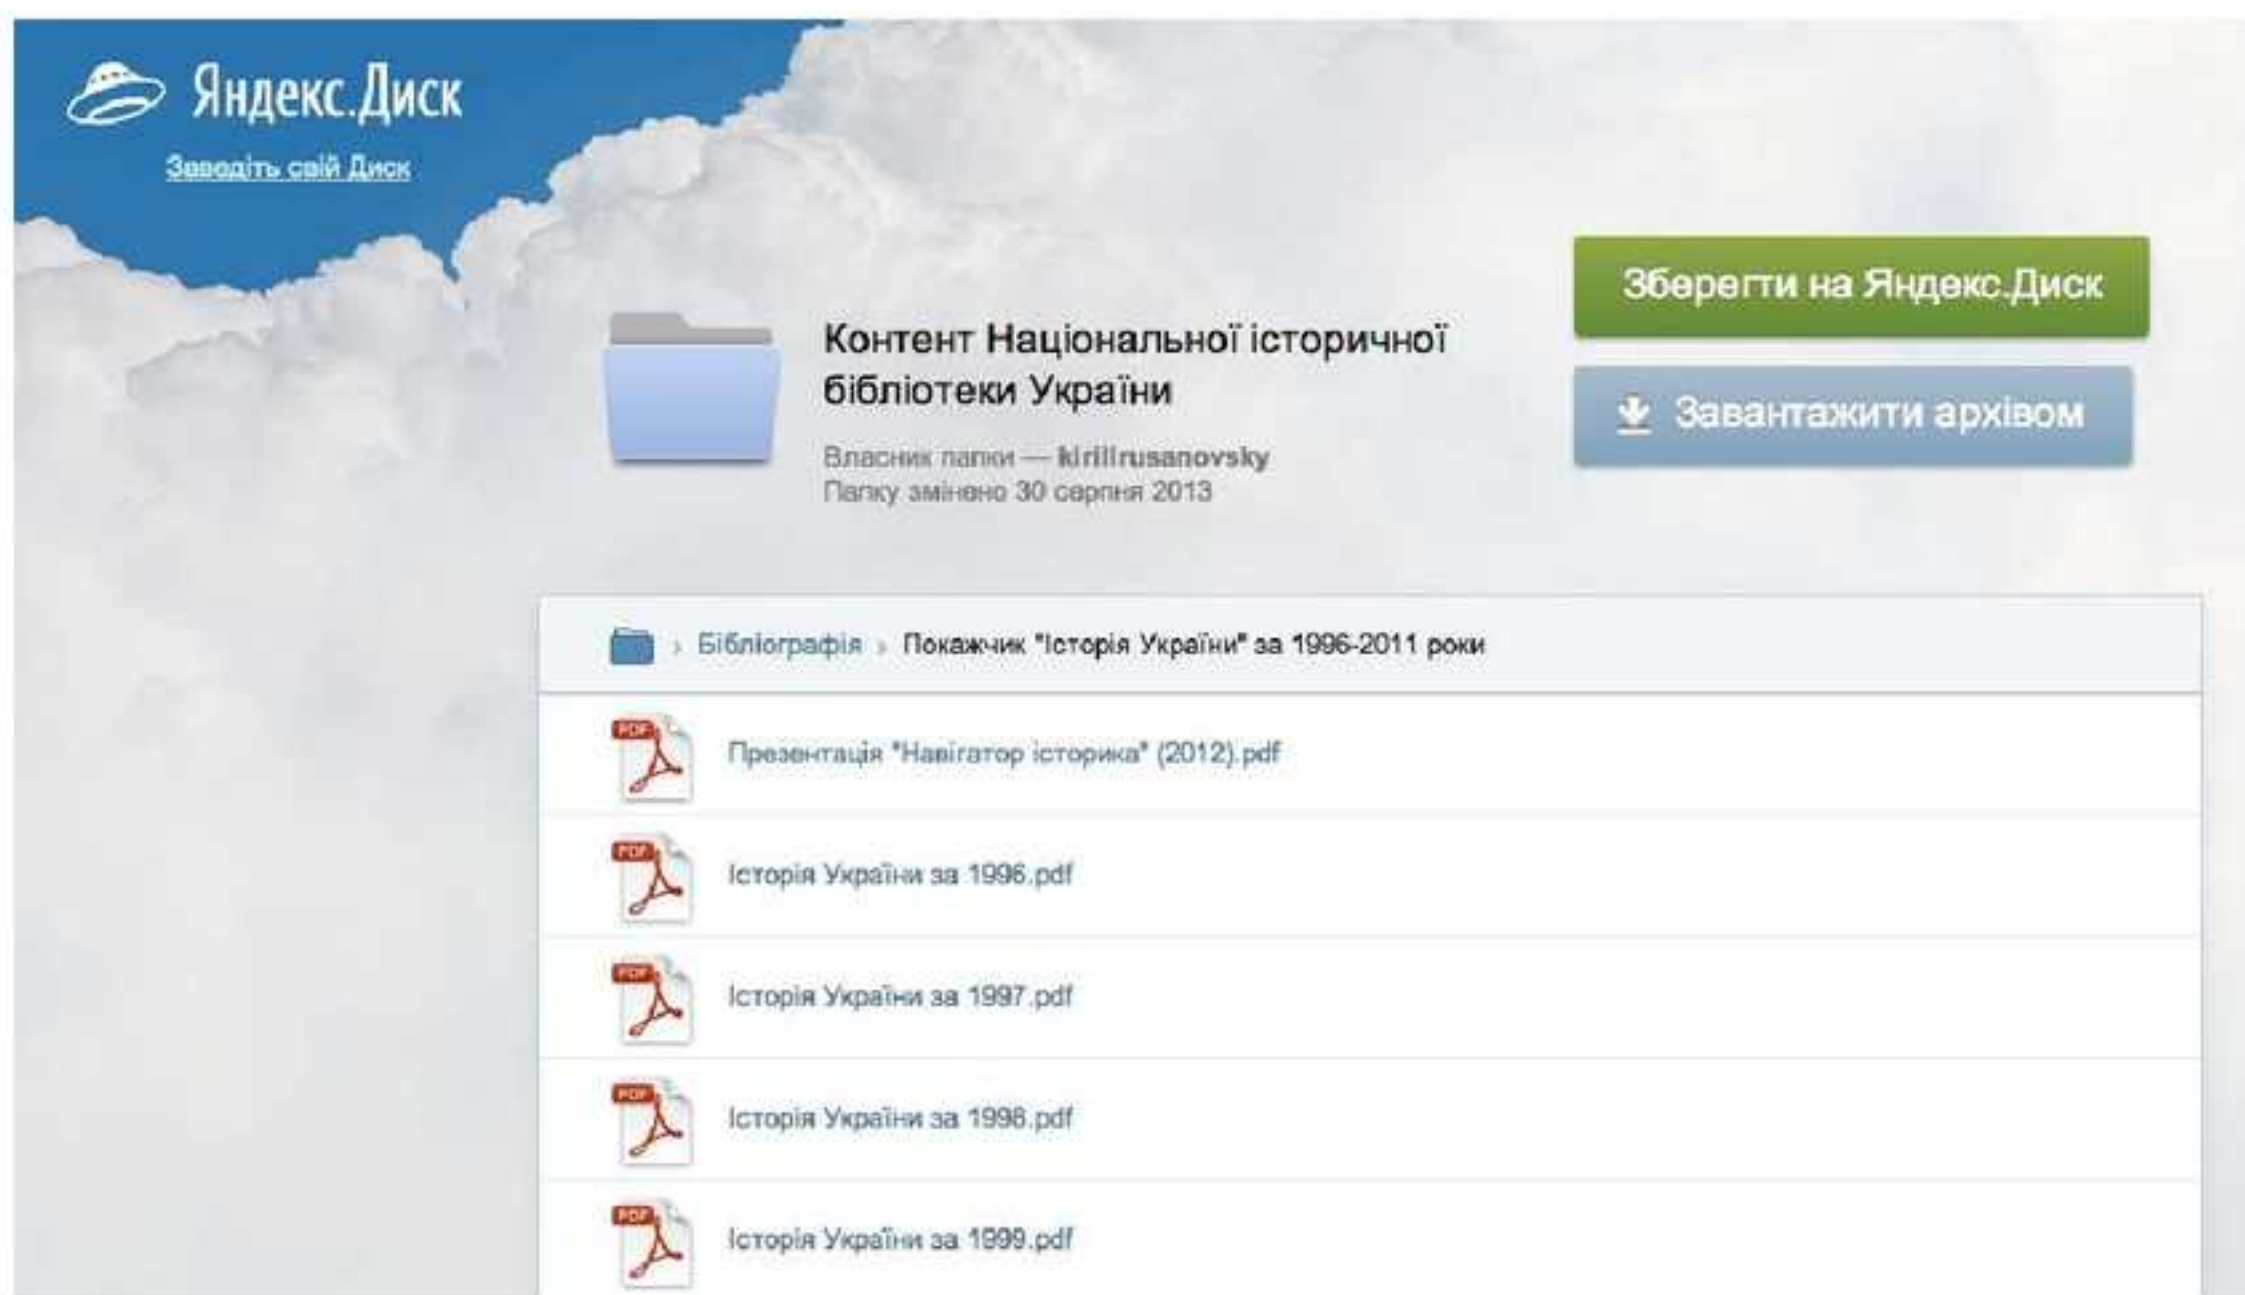 Яндекс.Диск
Заведіть свій Диск
Зберегти на Яндекс.Диск
Завантажити архівом
Контент Національної історичної
бібліотеки України
Власник папки — kirillrusanovsky
Папку змінено 30 серпня 2013
› Бібліографія › Покажчик "Історія України" за 1996-2011 роки
PDF
Презентація "Навігатор історика" (2012).pdf
PDF
Історія України за 1996.pdf
PDF
Історія України за 1997.pdf
PDF
Історія України за 1998.pdf
PDF
Історія України за 1999.pdf